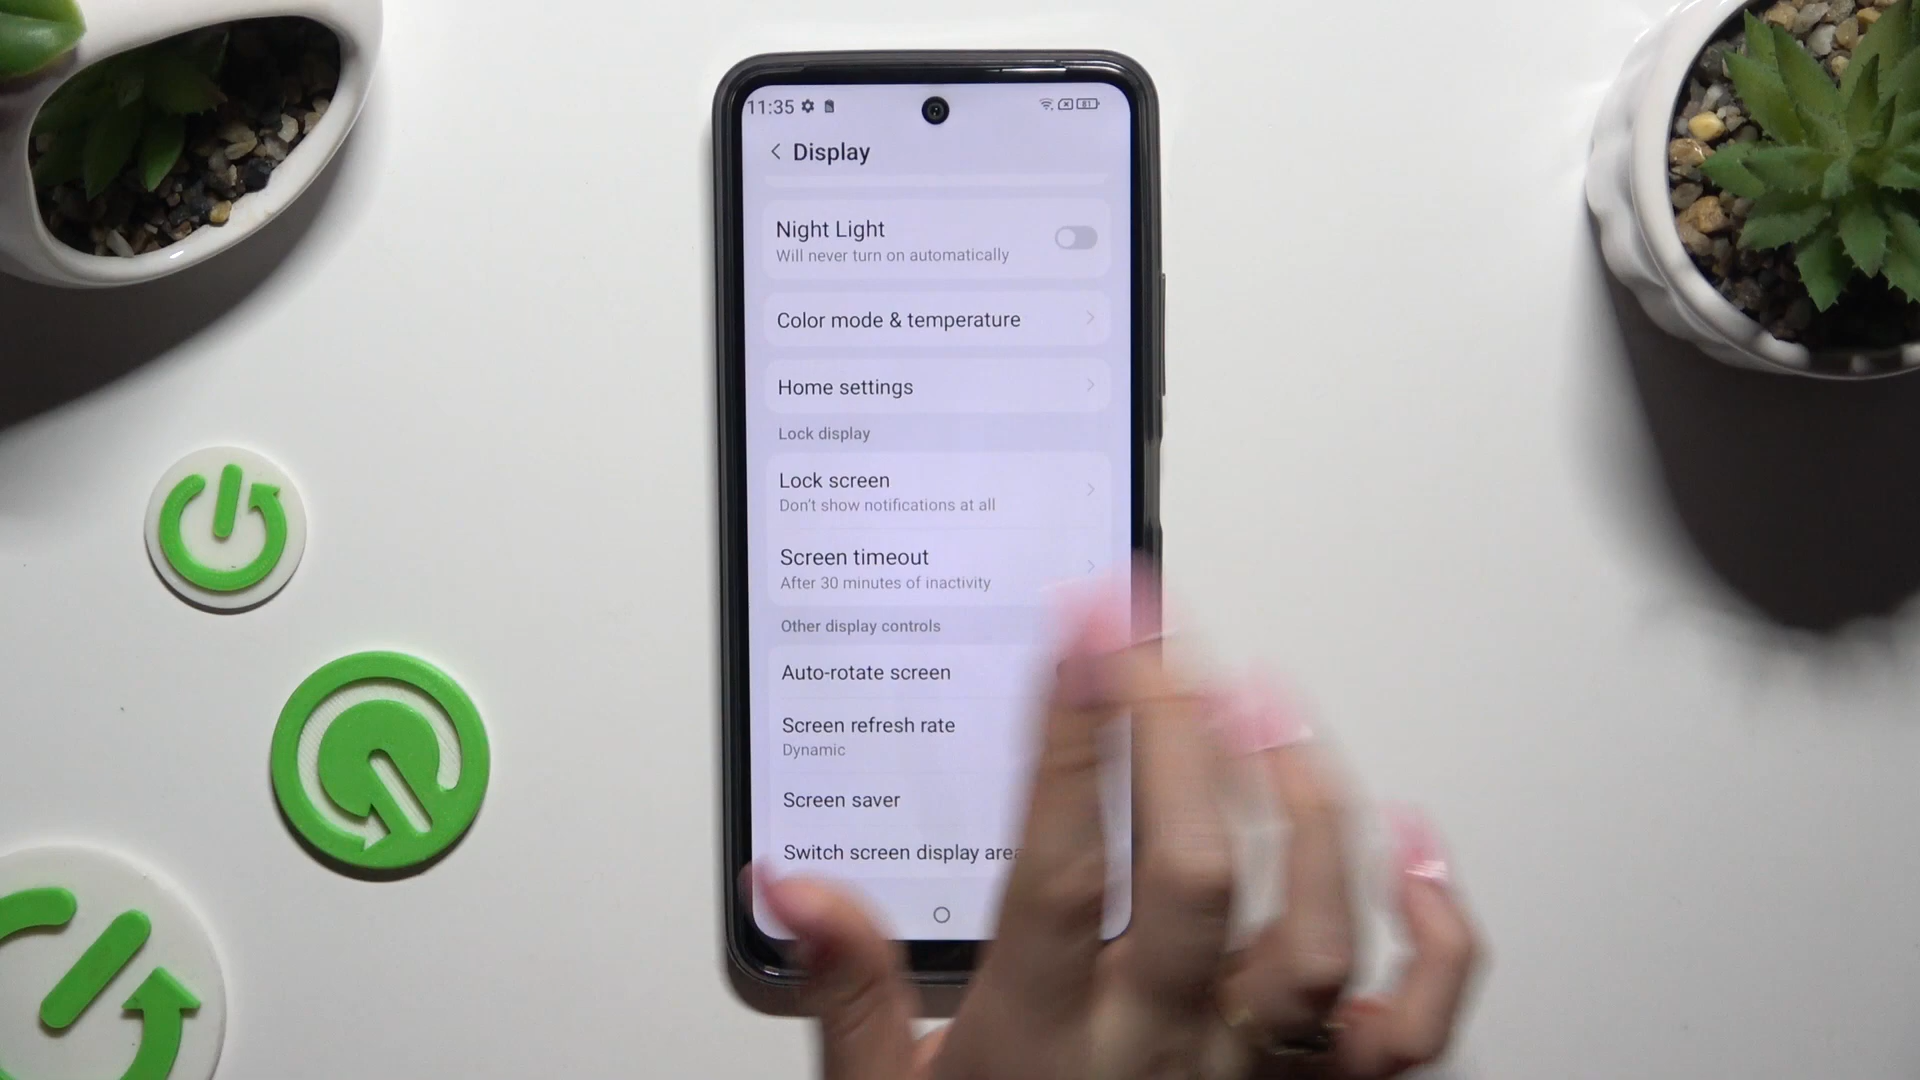 11:35
81
Display
Night Light
Will never turn on automatically
Color mode & temperature
Home settings
Lock display
Lock screen
Don't show notifications at all
Screen timeout
After 30 minutes of inactivity
Other display controls
Auto-rotate screen
Screen refresh rate
Dynamic
Screen saver
Switch screen display area